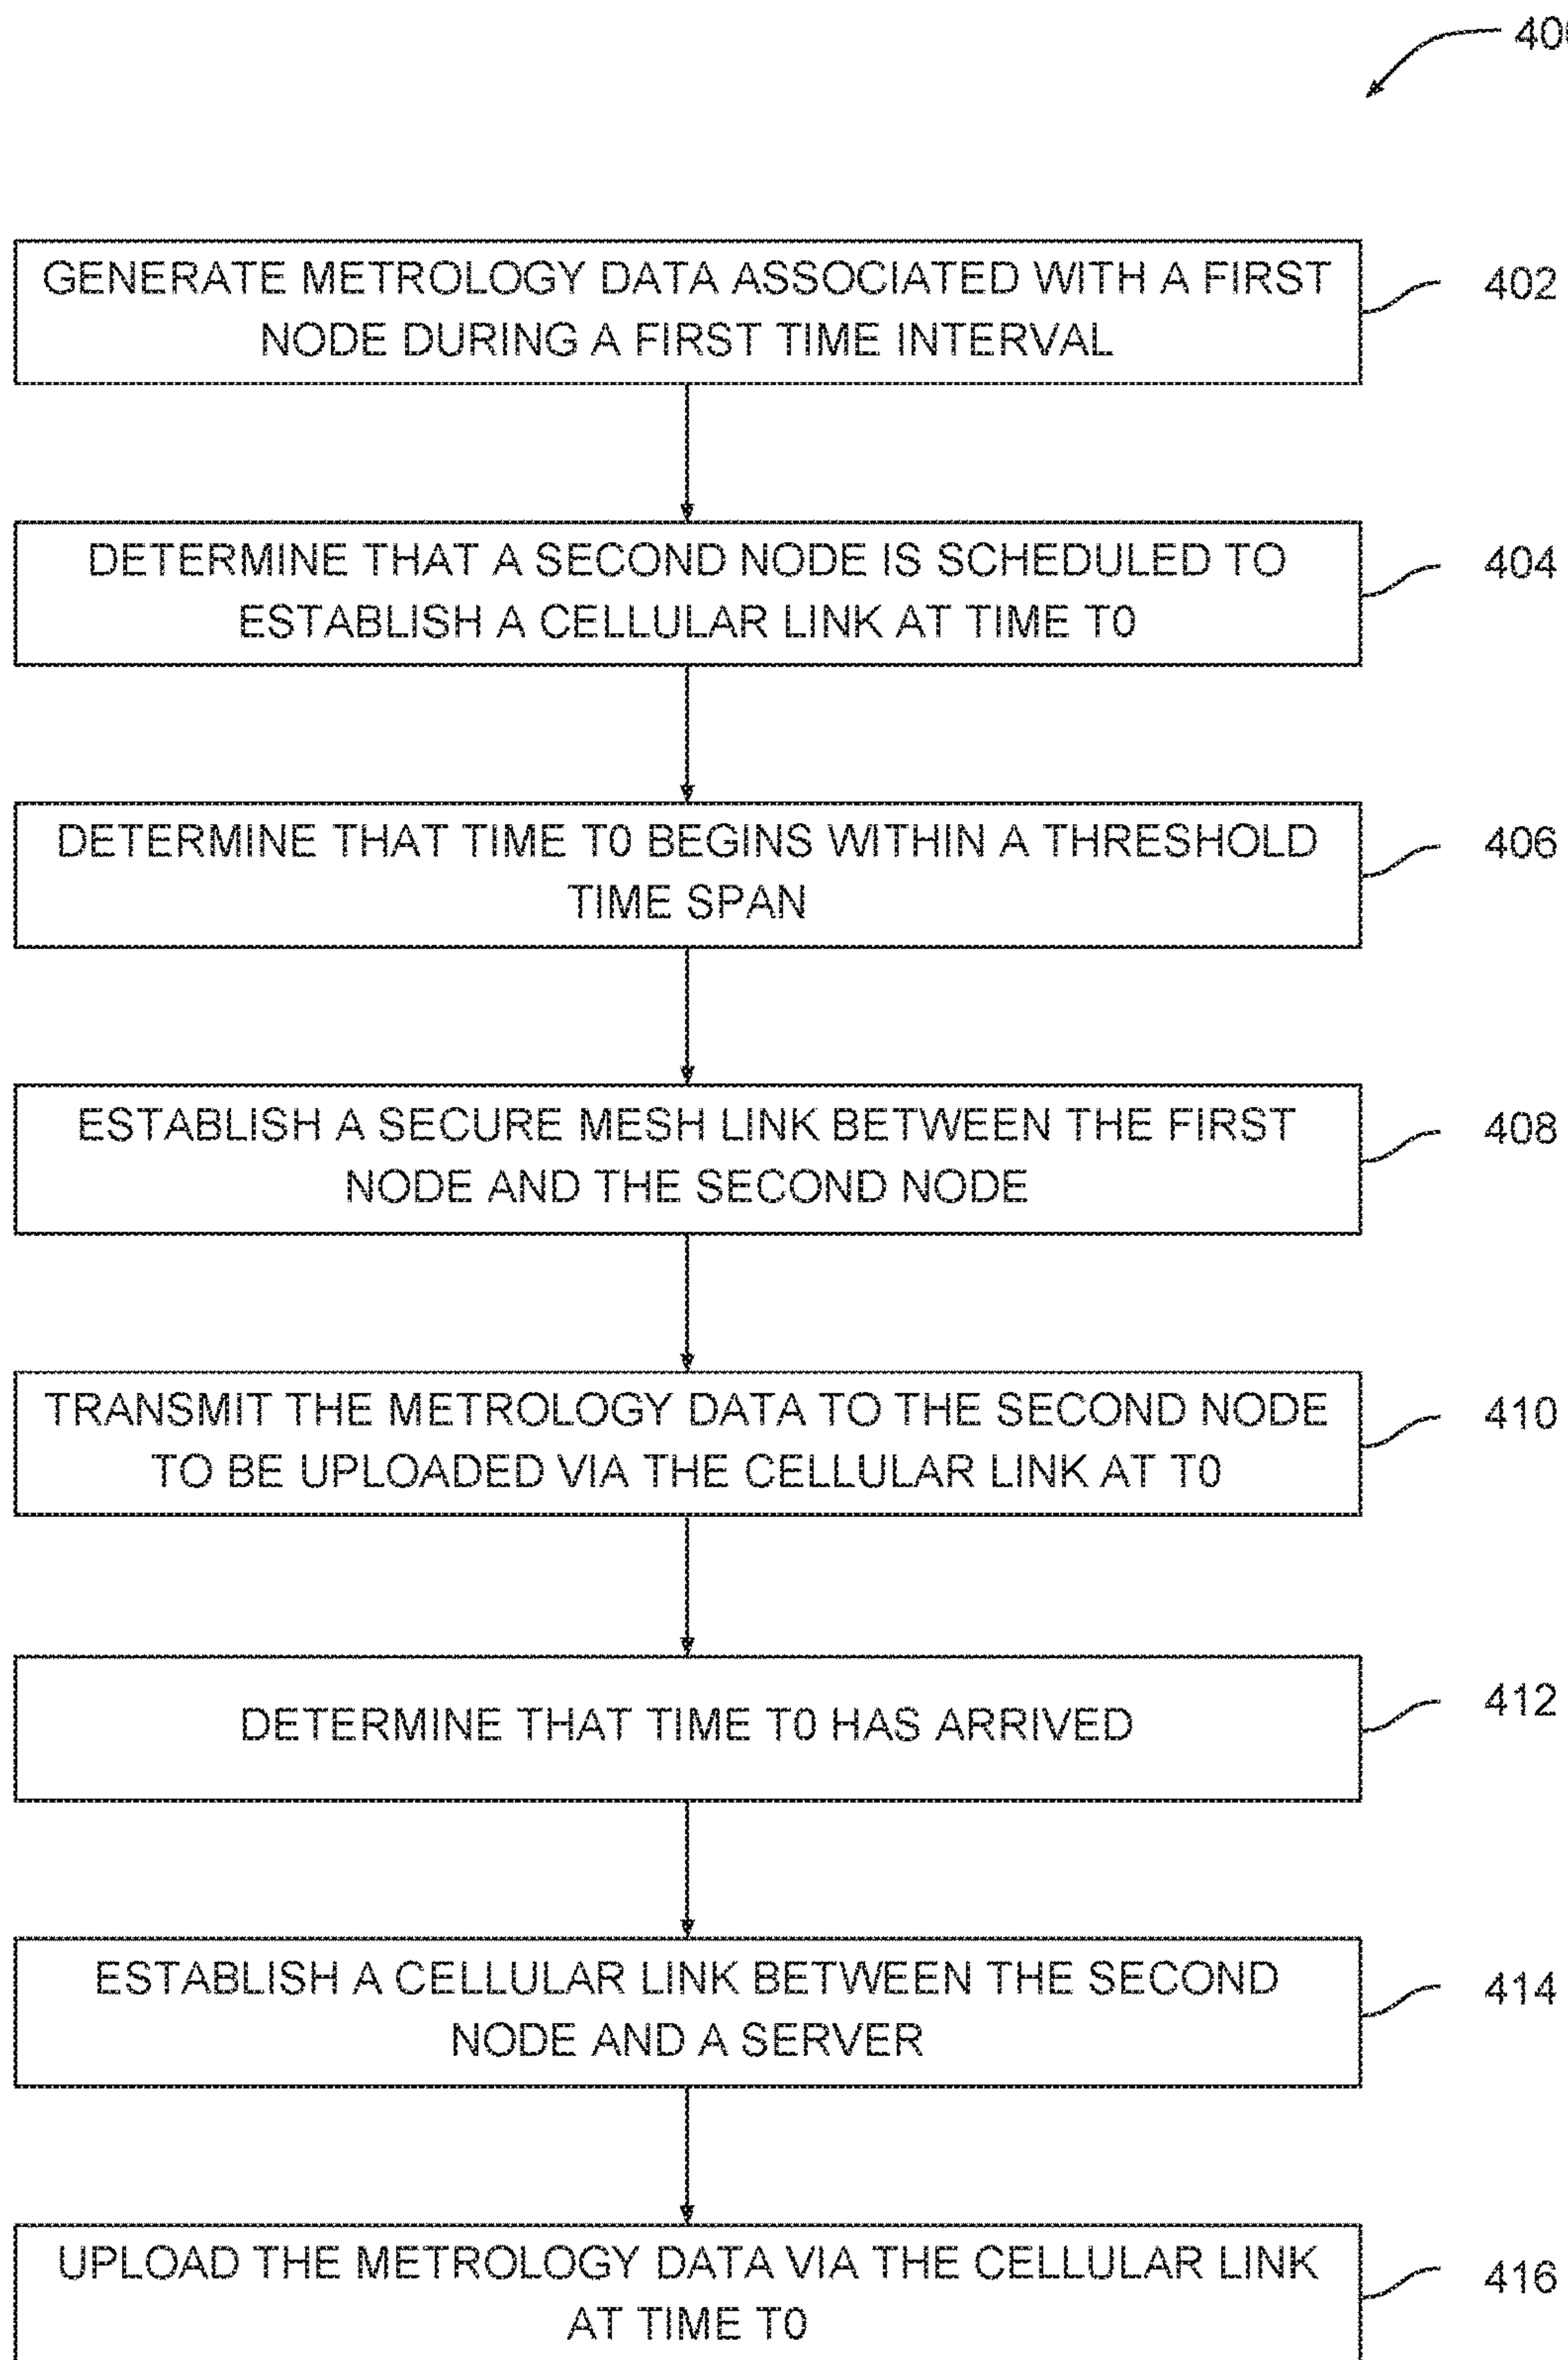 400
GENERATE METROLOGY DATA ASSOCIATED WITH A FIRST
NODE DURING A FIRST TIME INTERVAL
402
DETERMINE THAT A SECOND NODE IS SCHEDULED TO
ESTABLISH A CELLULAR LINK AT TIME T0
404
DETERMINE THAT TIME T0 BEGINS WITHIN A THRESHOLD
TIME SPAN
406
ESTABLISH A SECURE MESH LINK BETWEEN THE FIRST
NODE AND THE SECOND NODE
408
TRANSMIT THE METROLOGY DATA TO THE SECOND NODE
TO BE UPLOADED VIA THE CELLULAR LINK AT T0
410
DETERMINE THAT TIME T0 HAS ARRIVED
412
ESTABLISH A CELLULAR LINK BETWEEN THE SECOND
NODE AND A SERVER
414
UPLOAD THE METROLOGY DATA VIA THE CELLULAR LINK
AT TIME T0
416